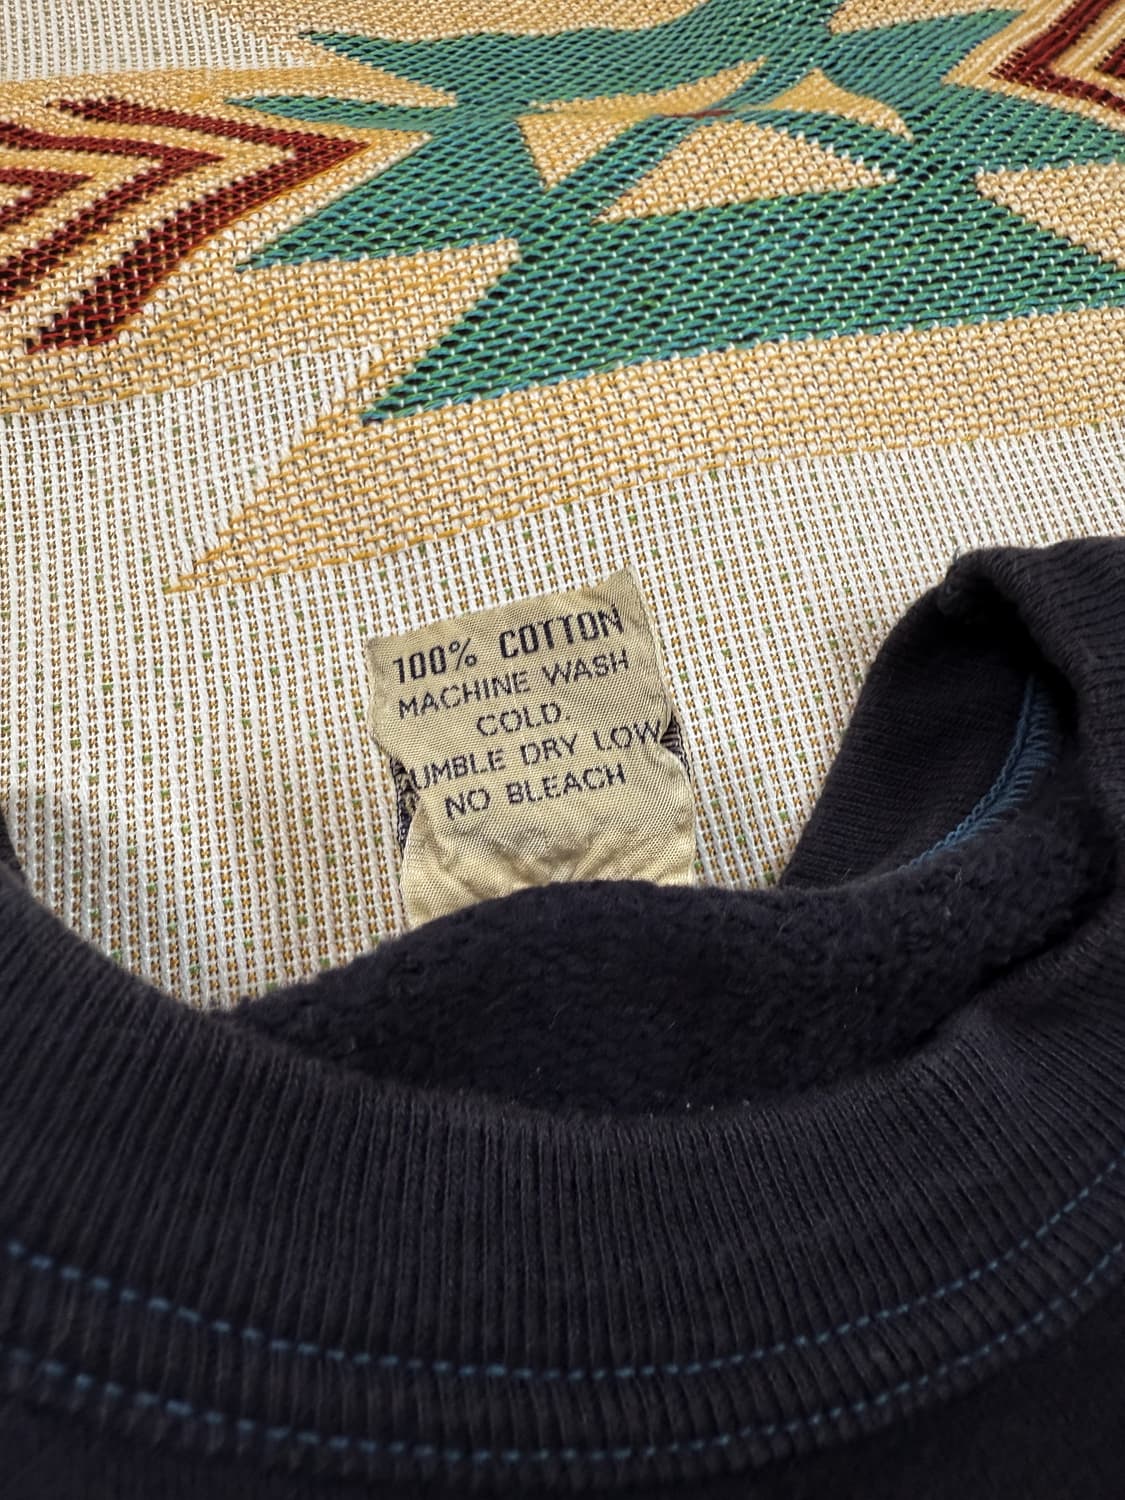 100% COTTON
MACHINE WASH
COLD.
UMBLE DRY LOW
NO BLEACH